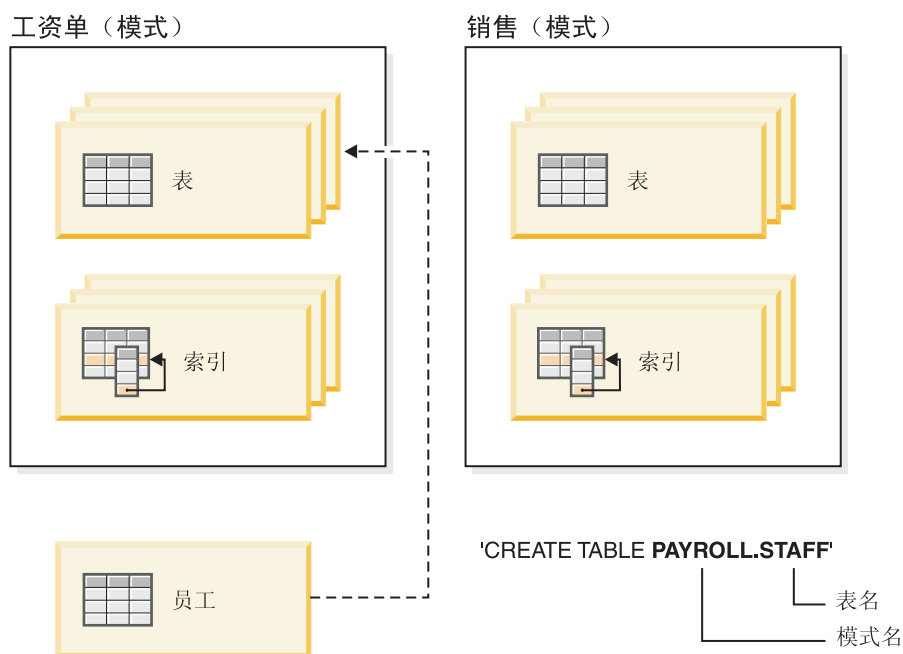 工资单（模式）
销售（模式）
表
表
索引
索引
员工
'CREATE TABLE PAYROLL.STAFF'
表名
模式名